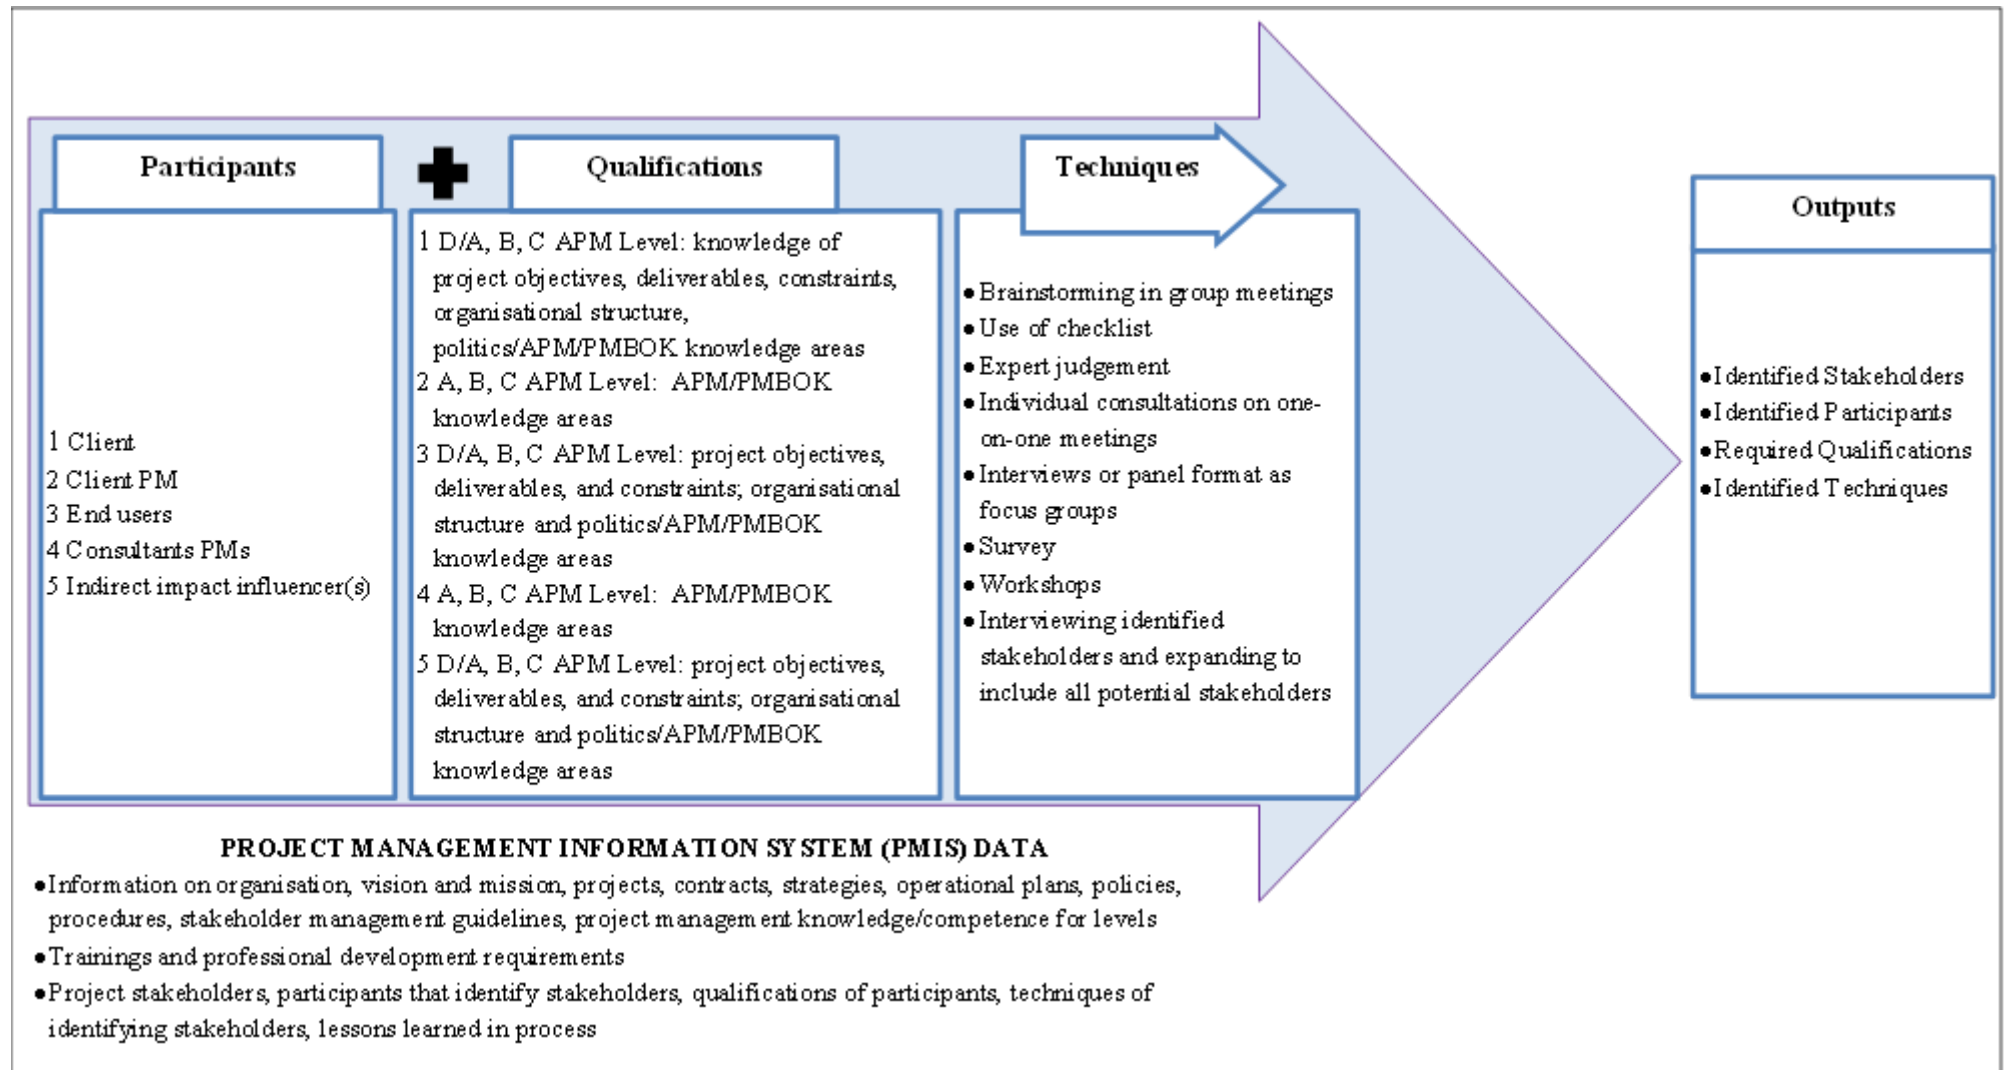 Participants
Qualifications
Techniques
Outputs
1 Client
2 Client PM
3 End users
4 Consultants PMs
5 Indirect impact influencer(s)
1 D/A, B, C APM Level: knowledge of
project objectives, deliverables, constraints,
organisational structure,
politics/APM/PMBOK knowledge areas
2 A, B, C APM Level: APM/PMBOK
knowledge areas
3 D/A, B, C APM Level: project objectives,
deliverables, and constraints; organisational
structure and politics/APM/PMBOK
knowledge areas
4 A, B, C APM Level: APM/PMBOK
knowledge areas
5 D/A, B, C APM Level: project objectives,
deliverables, and constraints; organisational
structure and politics/APM/PMBOK
knowledge areas
●Brainstorming in group meetings
●Use of checklist
●Expert judgement
●Individual consultations on one-
on-one meetings
●Interviews or panel format as
focus groups
●Survey
●Workshops
●Interviewing identified
stakeholders and expanding to
include all potential stakeholders
●Identified Stakeholders
●Identified Participants
●Required Qualifications
●Identified Techniques
PROJECT MANAGEMENT INFORMATION SYSTEM (PMIS) DATA
●Information on organisation, vision and mission, projects, contracts, strategies, operational plans, policies,
procedures, stakeholder management guidelines, project management knowledge/competence for levels
●Trainings and professional development requirements
●Project stakeholders, participants that identify stakeholders, qualifications of participants, techniques of
identifying stakeholders, lessons learned in process